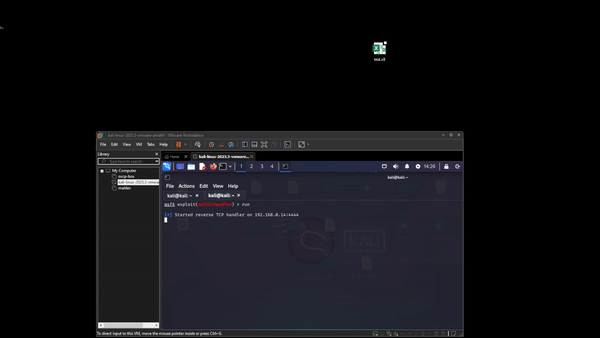 test.xll
kali-linux-2023.3-vmware-amd64 - VMware Workstation
File Edit View VM Tabs Help
Library
Type here to search
Home
kali-linux-2023.3-vmware...
My Computer
kali-linux-2023.3-vmware
maldev
1 2 3 4
14:26
kali@kali: ~
File Actions Edit View Help
kali@kali: ~
kali@kali: ~
msf6 exploit(multi/handler) > run
[*] Started reverse TCP handler on 192.168.0.14:4444
KALI
To direct input to this VM, move the mouse pointer inside or press Ctrl+G.